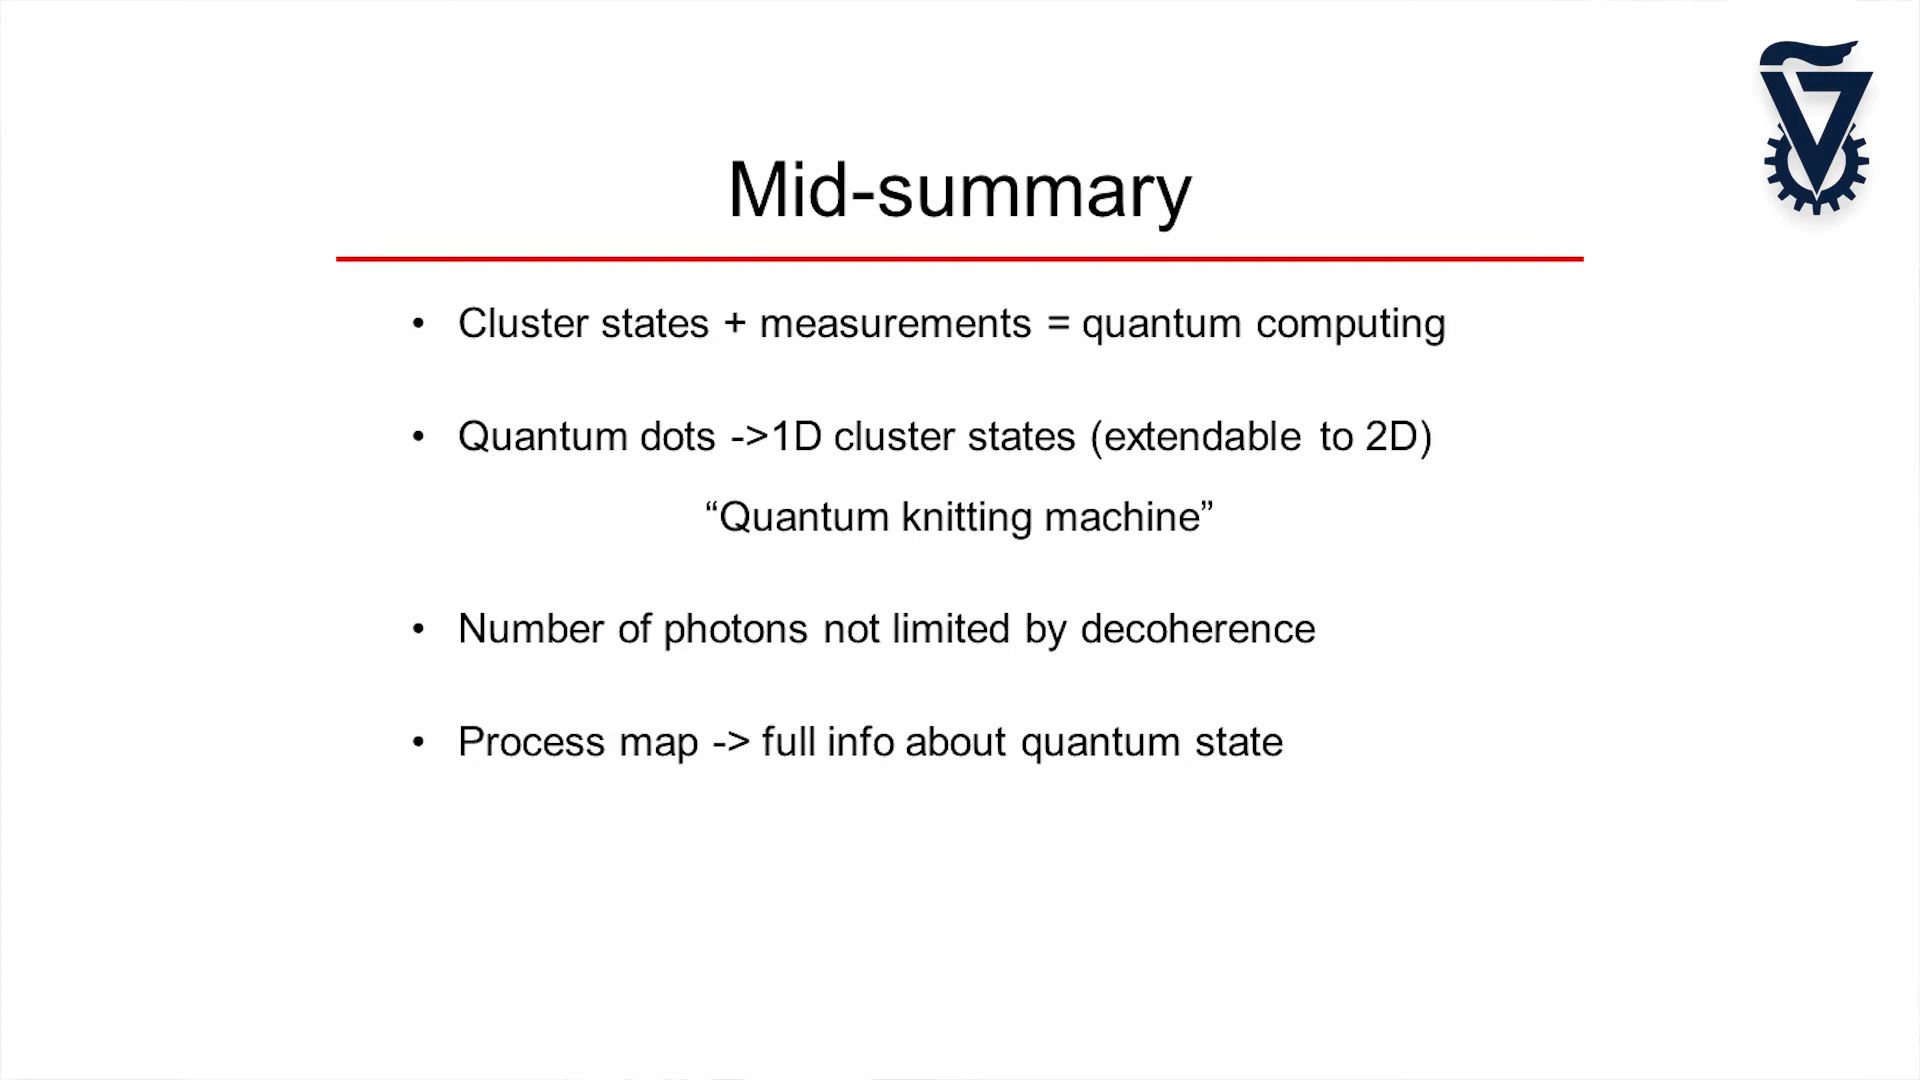 Mid-summary
• Cluster states + measurements = quantum computing
• Quantum dots ->1D cluster states (extendable to 2D)
“Quantum knitting machine”
• Number of photons not limited by decoherence
• Process map -> full info about quantum state